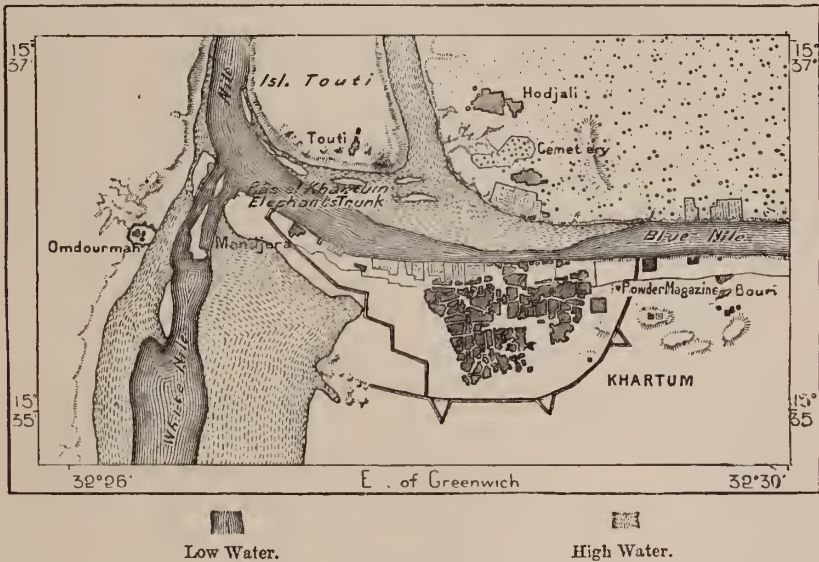 15° 37'
15° 37'
Nile
Isl. Touti
Hodjali
Touti
Cemetery
Ras el Khartum
Elephants Trunk
Blue Nile
Omdourman
Mandjera
Powder Magazine
Bouri
KHARTUM
White Nile
15° 35'
15° 35'
32°26'
E. of Greenwich
32°30'
Low Water.
High Water.